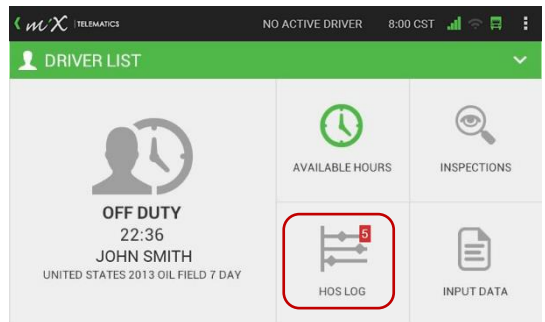 m·X TELEMATICS NO ACTIVE DRIVER 8:00 CST
DRIVER LIST
OFF DUTY
22:36
JOHN SMITH
UNITED STATES 2013 OIL FIELD 7 DAY
AVAILABLE HOURS
INSPECTIONS
5
HOS LOG
INPUT DATA